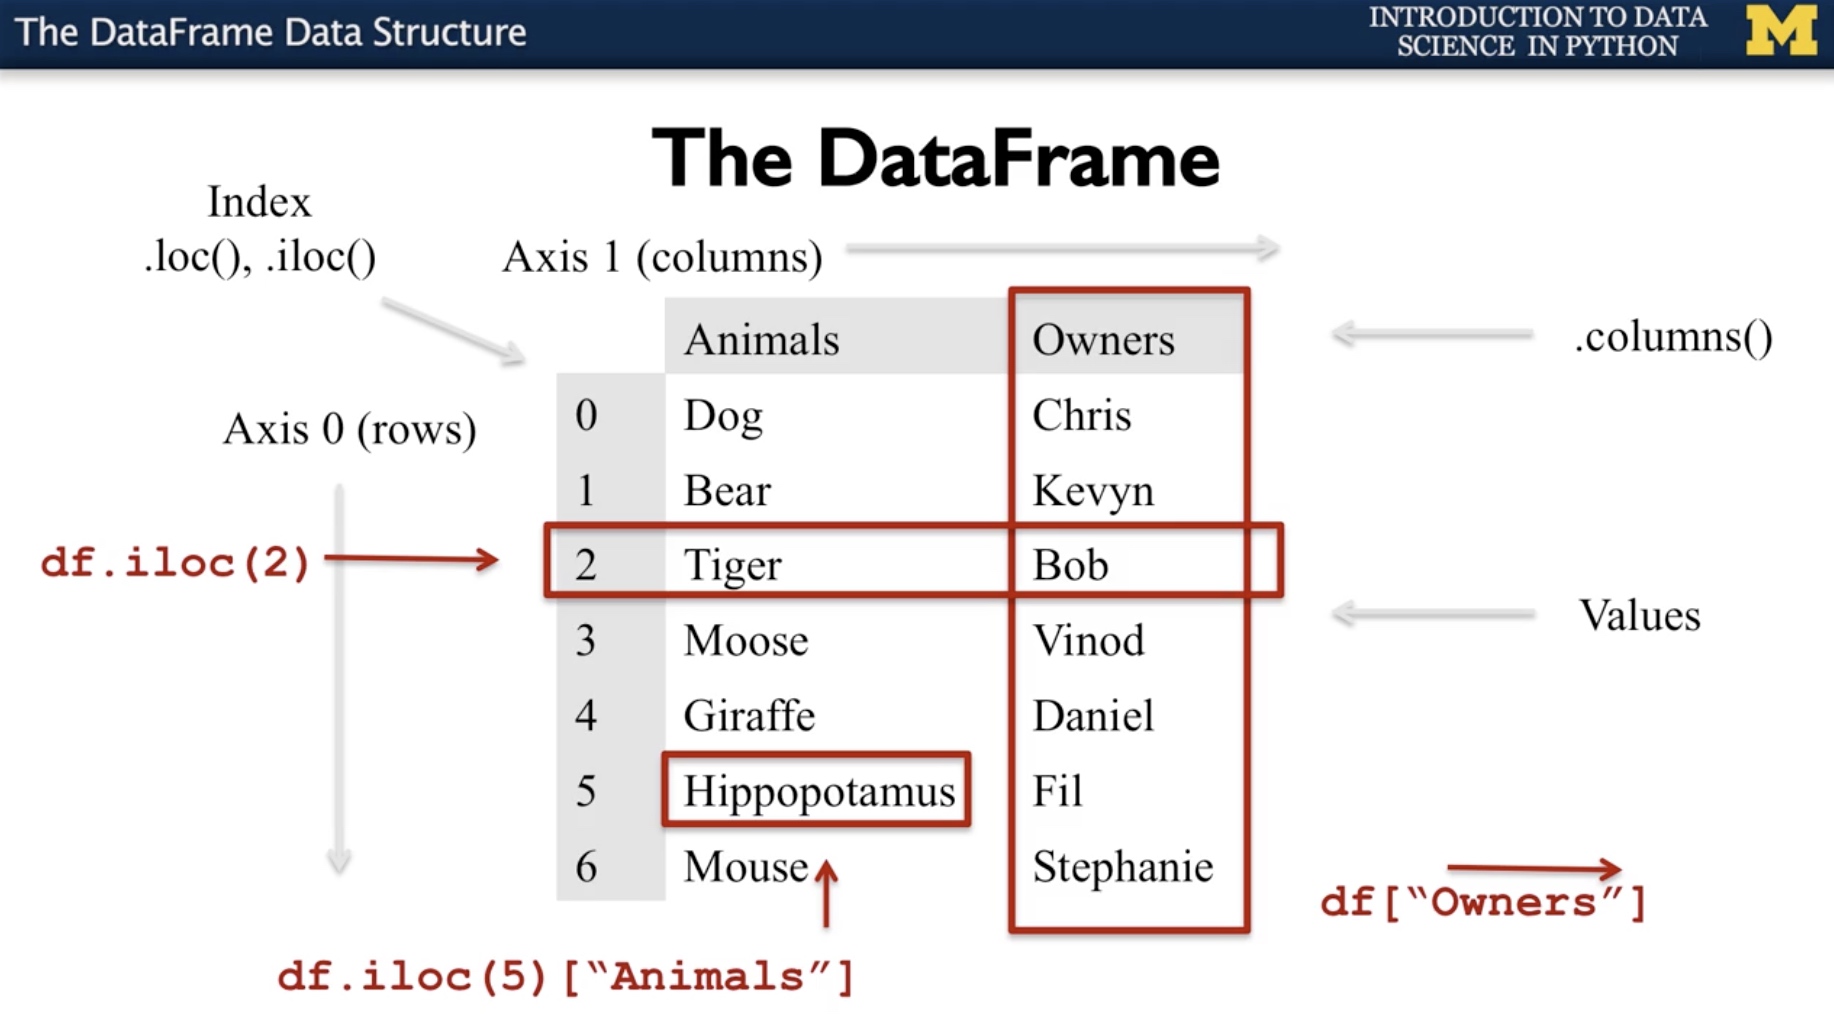 The DataFrame Data Structure
INTRODUCTION TO DATA
SCIENCE IN PYTHON
M
The DataFrame
Index
.loc(), .iloc()
Axis 1 (columns)
Animals Owners
.columns()
Axis 0 (rows)
0 Dog Chris
1 Bear Kevyn
df.iloc(2)
2 Tiger Bob
Values
3 Moose Vinod
4 Giraffe Daniel
5 Hippopotamus Fil
6 Mouse Stephanie
df[“Owners”]
df.iloc(5)[“Animals”]